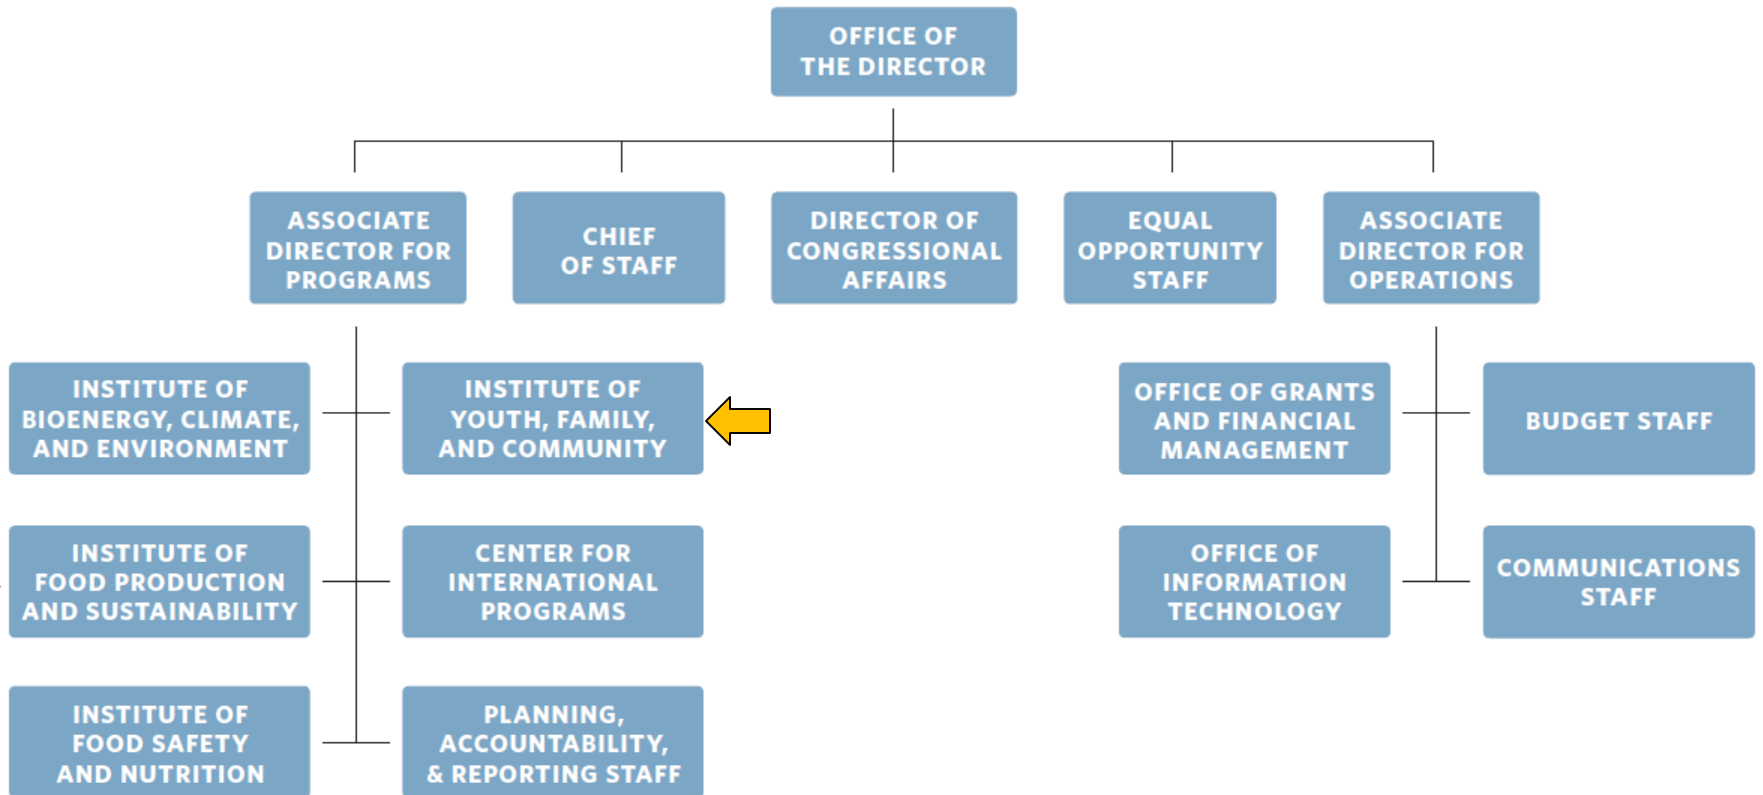 OFFICE OF
THE DIRECTOR
ASSOCIATE
DIRECTOR FOR
PROGRAMS
CHIEF
OF STAFF
DIRECTOR OF
CONGRESSIONAL
AFFAIRS
EQUAL
OPPORTUNITY
STAFF
ASSOCIATE
DIRECTOR FOR
OPERATIONS
INSTITUTE OF
BIOENERGY, CLIMATE,
AND ENVIRONMENT
INSTITUTE OF
YOUTH, FAMILY,
AND COMMUNITY
OFFICE OF GRANTS
AND FINANCIAL
MANAGEMENT
BUDGET STAFF
INSTITUTE OF
FOOD PRODUCTION
AND SUSTAINABILITY
CENTER FOR
INTERNATIONAL
PROGRAMS
OFFICE OF
INFORMATION
TECHNOLOGY
COMMUNICATIONS
STAFF
INSTITUTE OF
FOOD SAFETY
AND NUTRITION
PLANNING,
ACCOUNTABILITY,
& REPORTING STAFF